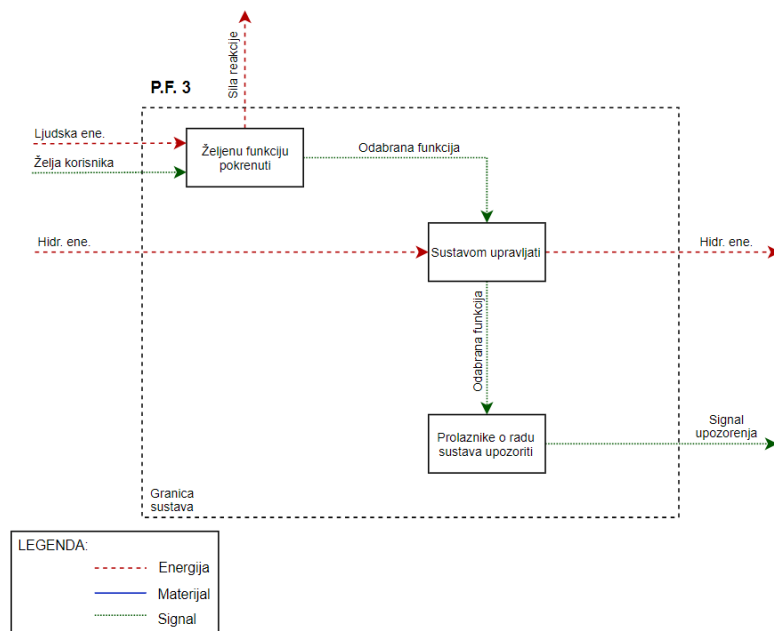 Sila reakcije
P.F. 3
Ljudska ene.
Želja korisnika
Željenu funkciju
pokrenuti
Odabrana funkcija
Hidr. ene.
Sustavom upravljati
Hidr. ene.
Odabrana funkcija
Prolaznike o radu
sustava upozoriti
Signal
upozorenja
Granica
sustava
LEGENDA:
Energija
Materijal
Signal